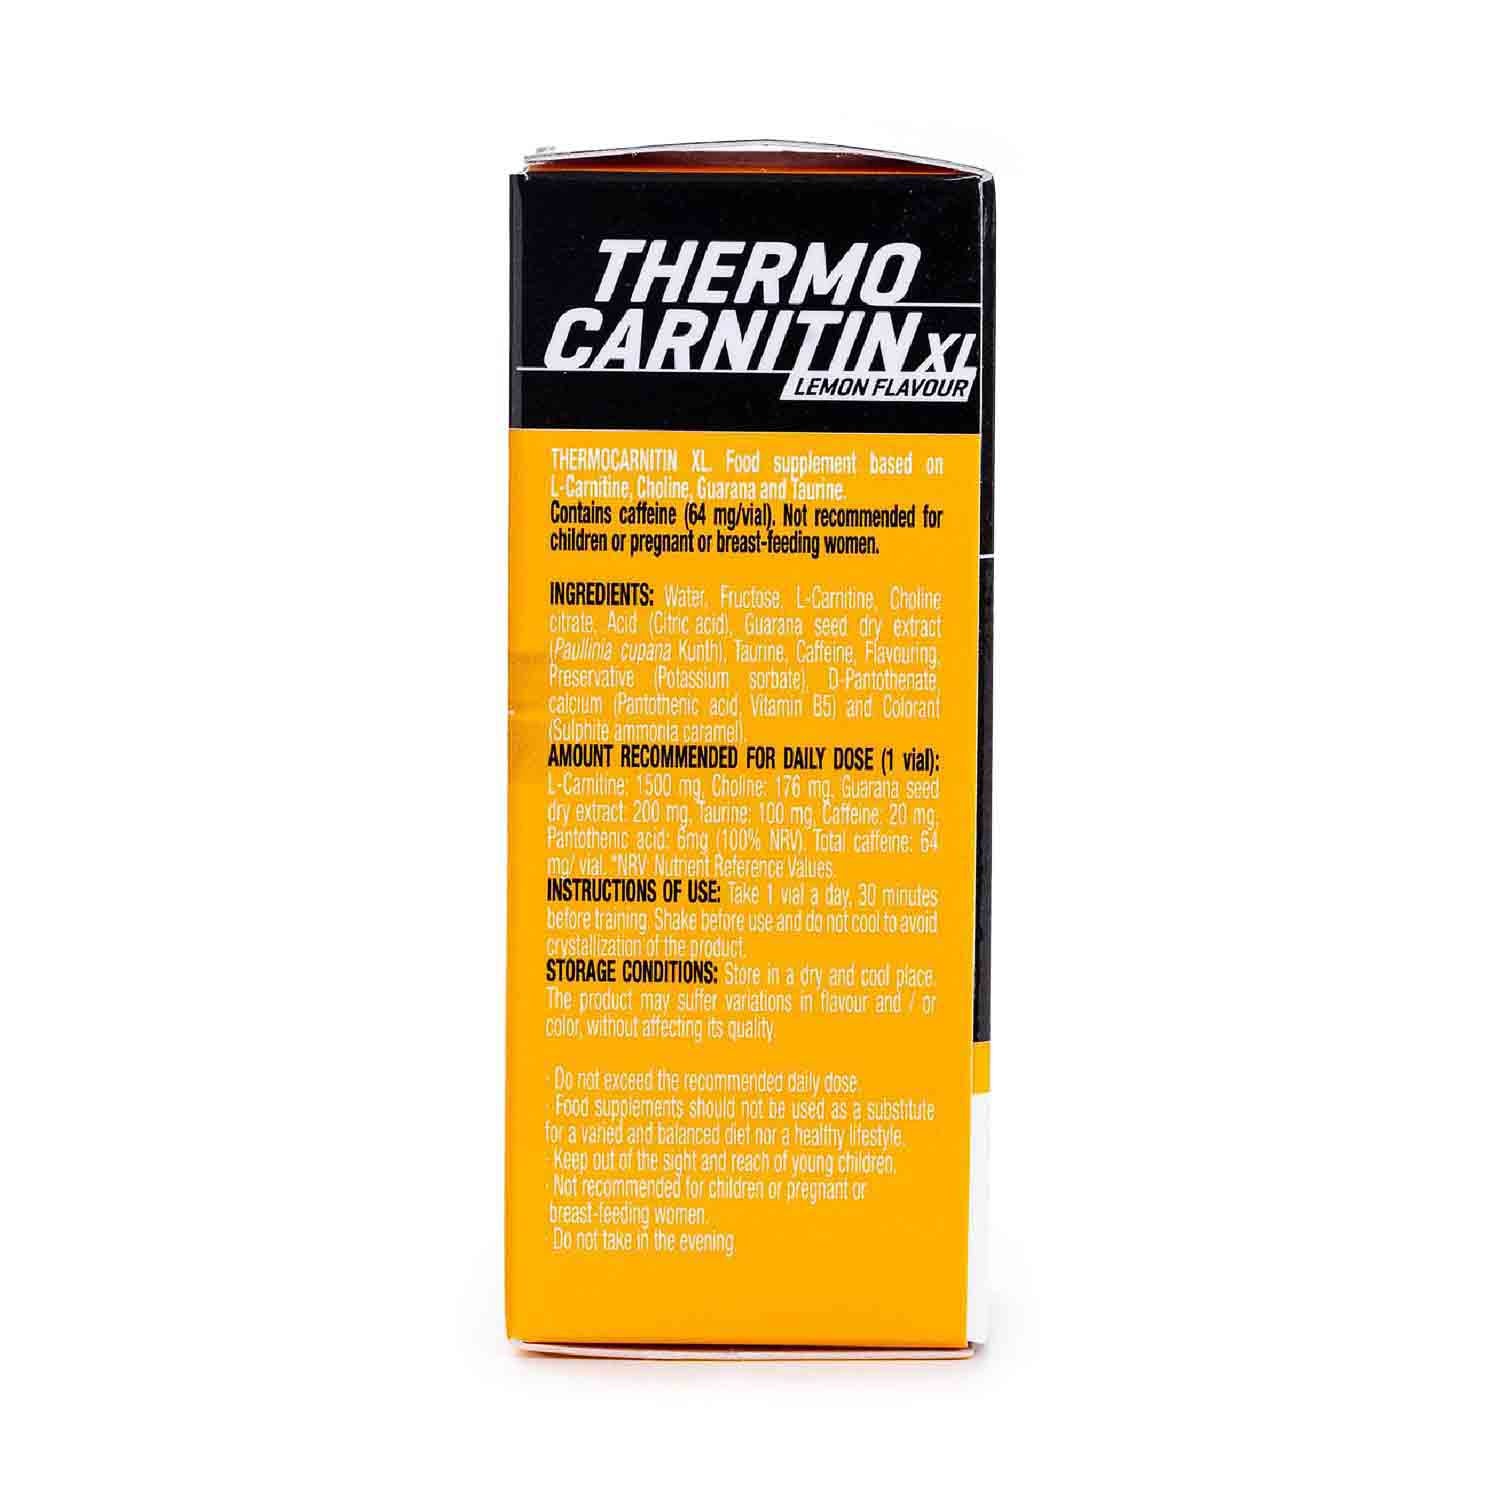 THERMO
CARNITIN XL
LEMON FLAVOUR
THERMOCARNITIN XL. Food supplement based on
L-Carnitine, Choline, Guarana and Taurine.
Contains caffeine (64 mg/vial). Not recommended for
children or pregnant or breast-feeding women.
INGREDIENTS: Water, Fructose, L-Carnitine, Choline
citrate, Acid (Citric acid), Guarana seed dry extract
(Paullinia cupana Kunth), Taurine, Caffeine, Flavouring,
Preservative (Potassium sorbate), D-Pantothenate,
calcium (Pantothenic acid, Vitamin B5) and Colorant
(Sulphite ammonia caramel).
AMOUNT RECOMMENDED FOR DAILY DOSE (1 vial):
L-Carnitine: 1500 mg, Choline: 176 mg, Guarana seed
dry extract: 200 mg, Taurine: 100 mg, Caffeine: 20 mg,
Pantothenic acid: 6mg (100% NRV). Total caffeine: 64
mg/ vial. *NRV: Nutrient Reference Values.
INSTRUCTIONS OF USE: Take 1 vial a day, 30 minutes
before training. Shake before use and do not cool to avoid
crystallization of the product.
STORAGE CONDITIONS: Store in a dry and cool place.
The product may suffer variations in flavour and / or
color, without affecting its quality.
· Do not exceed the recommended daily dose.
· Food supplements should not be used as a substitute
for a varied and balanced diet nor a healthy lifestyle.
· Keep out of the sight and reach of young children.
· Not recommended for children or pregnant or
breast-feeding women.
· Do not take in the evening.